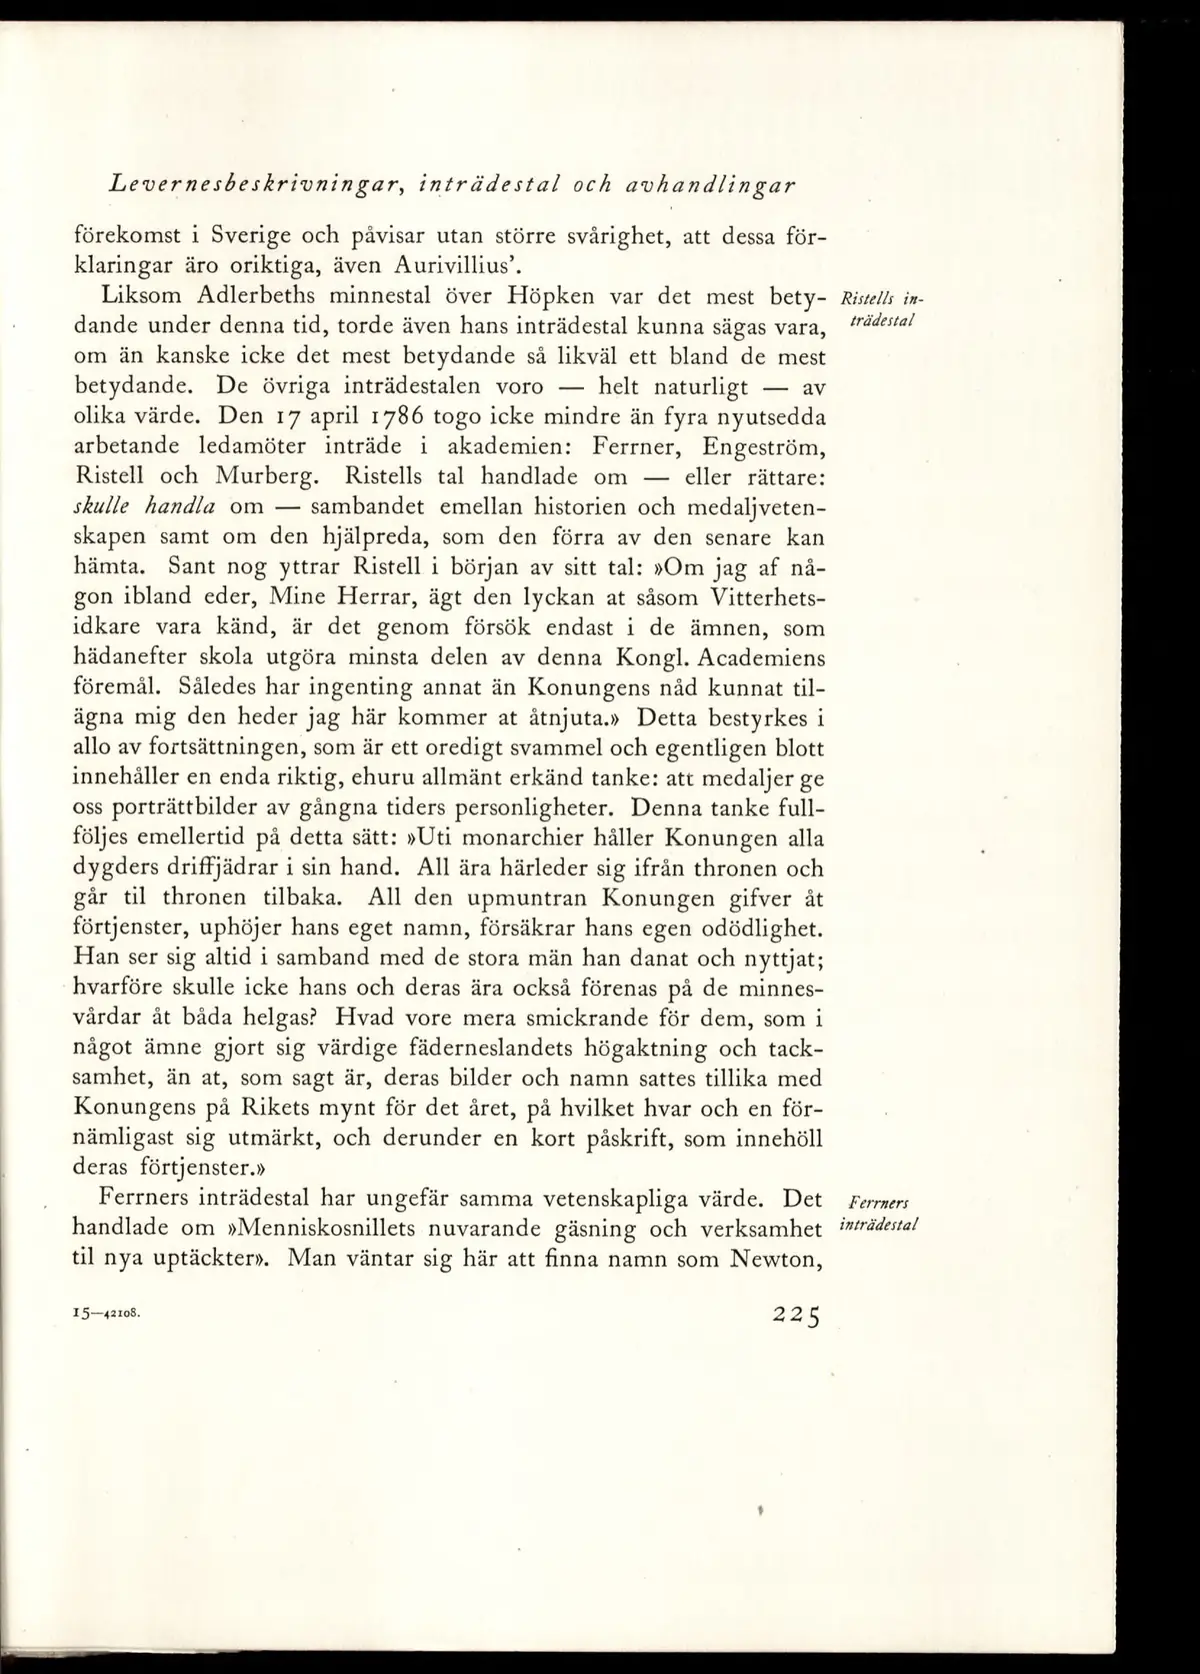 Levernesbeskrivningar, inträdestal och avhandlingar
förekomst i Sverige och påvisar utan större svårighet, att dessa för-
klaringar äro oriktiga, även Aurivillius’.
Liksom Adlerbeths minnestal över Höpken var det mest bety-
Ristells in-
dande under denna tid, torde även hans inträdestal kunna sägas vara,
trädestal
om än kanske icke det mest betydande så likväl ett bland de mest
betydande. De övriga inträdestalen voro — helt naturligt — av
olika värde. Den 17 april 1786 togo icke mindre än fyra nyutsedda
arbetande ledamöter inträde i akademien: Ferrner, Engeström,
Ristell och Murberg. Ristells tal handlade om — eller rättare:
skulle handla om — sambandet emellan historien och medaljveten-
skapen samt om den hjälpreda, som den förra av den senare kan
hämta. Sant nog yttrar Ristell i början av sitt tal: »Om jag af nå-
gon ibland eder, Mine Herrar, ägt den lyckan at såsom Vitterhets-
idkare vara känd, är det genom försök endast i de ämnen, som
hädanefter skola utgöra minsta delen av denna Kongl. Academiens
föremål. Således har ingenting annat än Konungens nåd kunnat til-
ägna mig den heder jag här kommer at åtnjuta.» Detta bestyrkes i
allo av fortsättningen, som är ett oredigt svammel och egentligen blott
innehåller en enda riktig, ehuru allmänt erkänd tanke: att medaljer ge
oss porträttbilder av gångna tiders personligheter. Denna tanke full-
följes emellertid på detta sätt: »Uti monarchier håller Konungen alla
dygders driffjädrar i sin hand. All ära härleder sig ifrån thronen och
går til thronen tilbaka. All den upmuntran Konungen gifver åt
förtjenster, uphöjer hans eget namn, försäkrar hans egen odödlighet.
Han ser sig altid i samband med de stora män han danat och nyttjat;
hvarföre skulle icke hans och deras ära också förenas på de minnes-
vårdar åt båda helgas? Hvad vore mera smickrande för dem, som i
något ämne gjort sig värdige fäderneslandets högaktning och tack-
samhet, än at, som sagt är, deras bilder och namn sattes tillika med
Konungens på Rikets mynt för det året, på hvilket hvar och en för-
nämligast sig utmärkt, och derunder en kort påskrift, som innehöll
deras förtjenster.»
Ferrners inträdestal har ungefär samma vetenskapliga värde. Det
Ferrners
handlade om »Menniskosnillets nuvarande gäsning och verksamhet
inträdestal
til nya uptäckter». Man väntar sig här att finna namn som Newton,
15—42108.
225